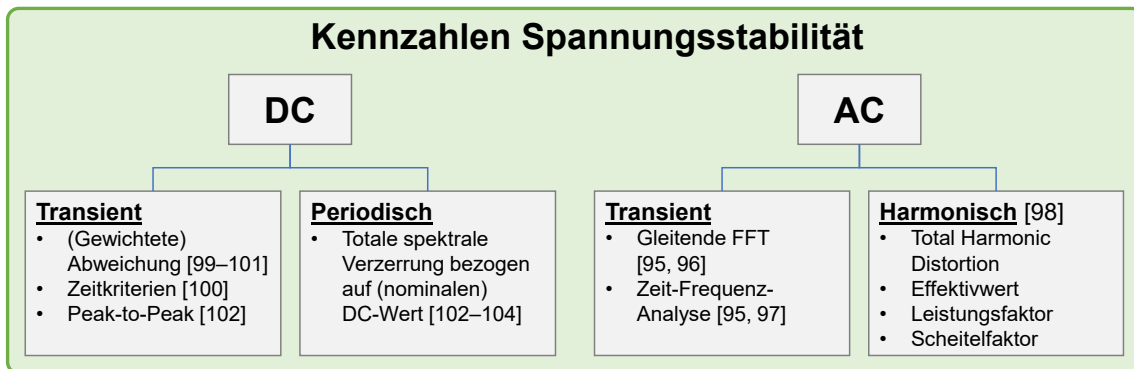 Kennzahlen Spannungsstabilität
DC
AC
Transient
• (Gewichtete)
Abweichung [99–101]
• Zeitkriterien [100]
• Peak-to-Peak [102]
Periodisch
• Totale spektrale
Verzerrung bezogen
auf (nominalen)
DC-Wert [102–104]
Transient
• Gleitende FFT
[95, 96]
• Zeit-Frequenz-
Analyse [95, 97]
Harmonisch [98]
• Total Harmonic
Distortion
• Effektivwert
• Leistungsfaktor
• Scheitelfaktor